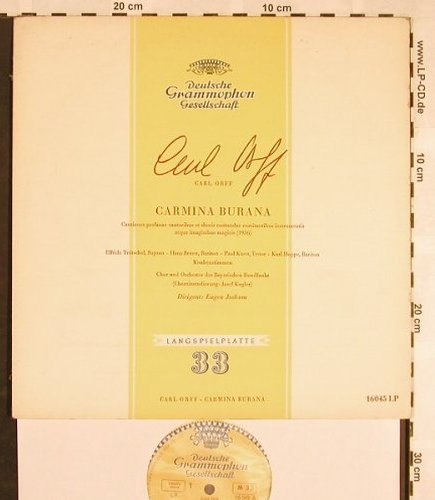 20 cm
10 cm
www.LP-CD.de
10 cm
20 cm
30 cm
Deutsche
Grammophon
Gesellschaft
Carl Orff
CARL ORFF
CARMINA BURANA
Cantiones profanae cantoribus et choris cantandae comitantibus instrumentis
atque imaginibus magicis (1936)
Elfride Trötschel, Sopran - Hans Braun, Bariton - Paul Kuen, Tenor - Karl Hoppe, Bariton
Knabenstimmen
Chor und Orchester des Bayrischen Rundfunks
(Choreinstudierung: Josef Kugler)
Dirigent: Eugen Jochum
LANGSPIELPLATTE
33
CARL ORFF - CARMINA BURANA
16045 LP
Deutsche
Grammophon
Gesellschaft